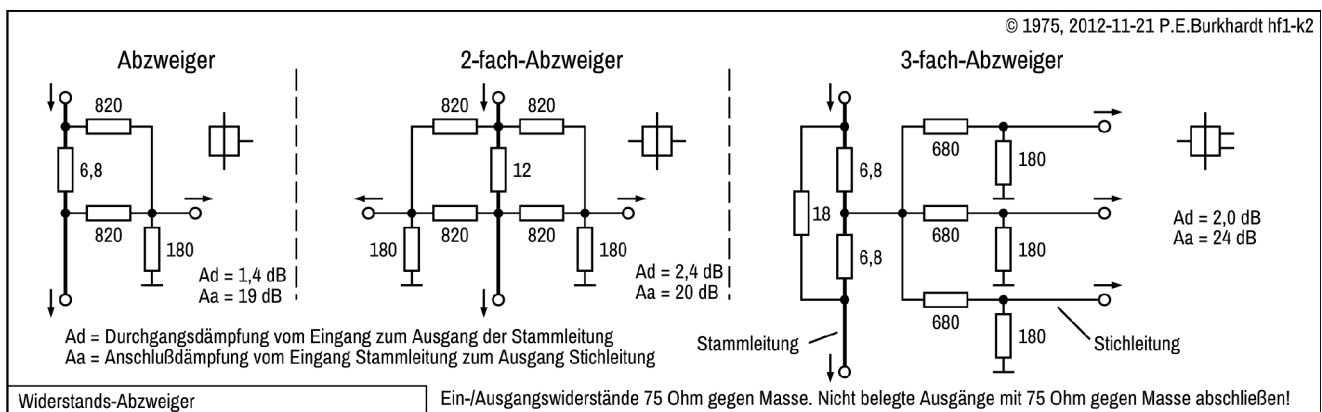 © 1975, 2012-11-21 P.E.Burkhardt hf1-k2
Abzweiger
2-fach-Abzweiger
3-fach-Abzweiger
820
6,8
820
180
Ad = 1,4 dB
Aa = 19 dB
820
820
12
820
820
180
180
Ad = 2,4 dB
Aa = 20 dB
6,8
18
6,8
680
180
680
180
680
180
Ad = 2,0 dB
Aa = 24 dB
Stammleitung
Stichleitung
Ad = Durchgangsdämpfung vom Eingang zum Ausgang der Stammleitung
Aa = Anschlußdämpfung vom Eingang Stammleitung zum Ausgang Stichleitung
Widerstands-Abzweiger
Ein-/Ausgangswiderstände 75 Ohm gegen Masse. Nicht belegte Ausgänge mit 75 Ohm gegen Masse abschließen!